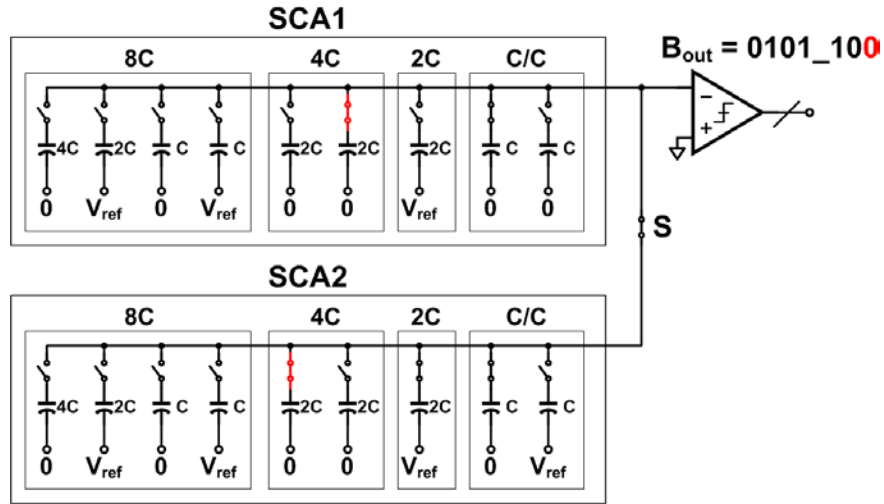 SCA1
B_out = 0101_100
8C 4C 2C C/C
4C 2C C C 2C 2C 2C C C
0 V_ref 0 V_ref 0 0 V_ref 0 0
− +
S
SCA2
8C 4C 2C C/C
4C 2C C C 2C 2C 2C C C
0 V_ref 0 V_ref 0 0 V_ref 0 V_ref